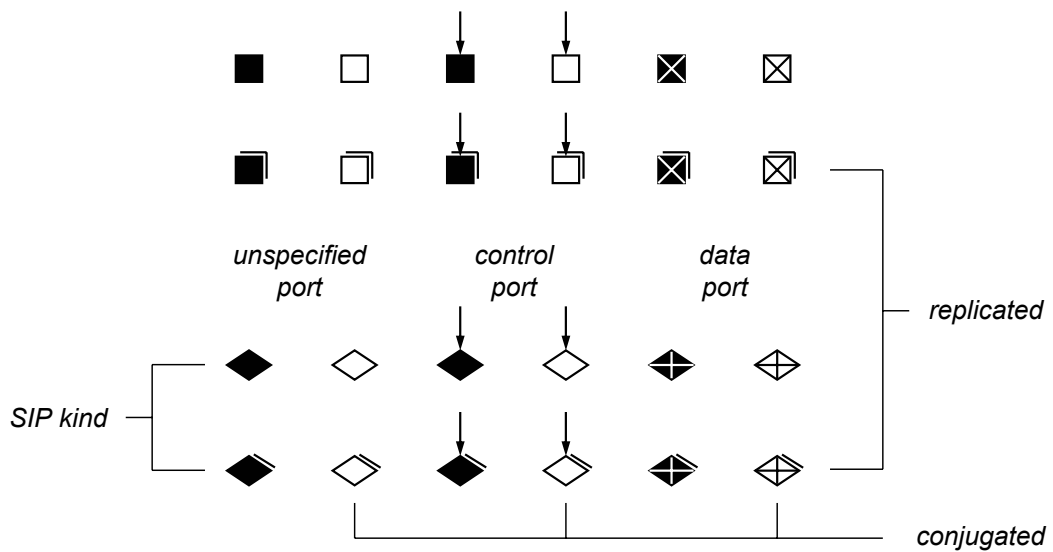 unspecified
port
control
port
data
port
replicated
SIP kind
conjugated